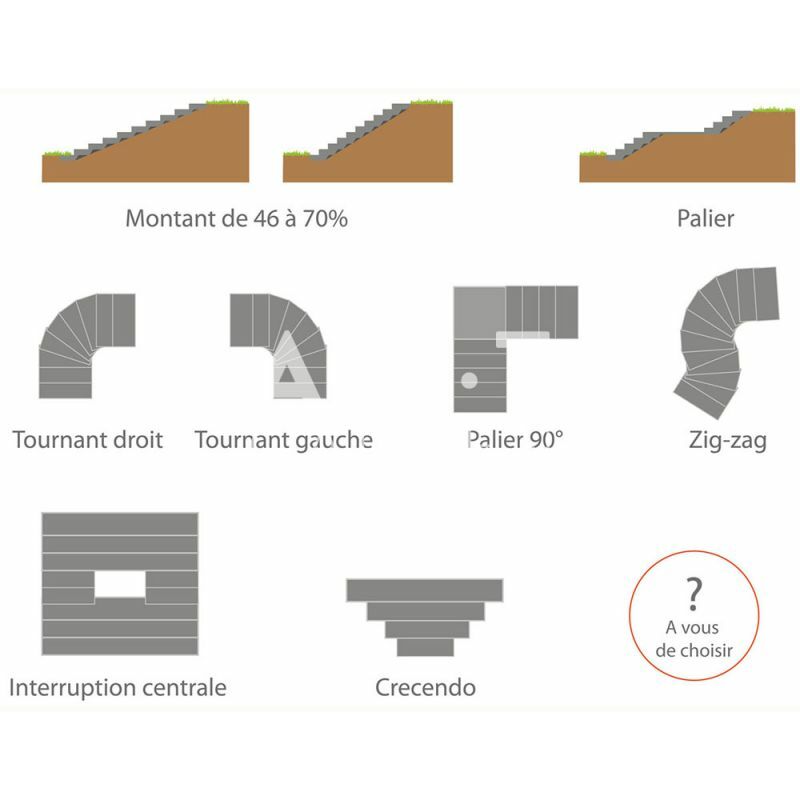 Montant de 46 à 70%
Palier
Tournant droit
Tournant gauche
Palier 90°
Zig-zag
?
A vous
de choisir
Interruption centrale
Crecendo